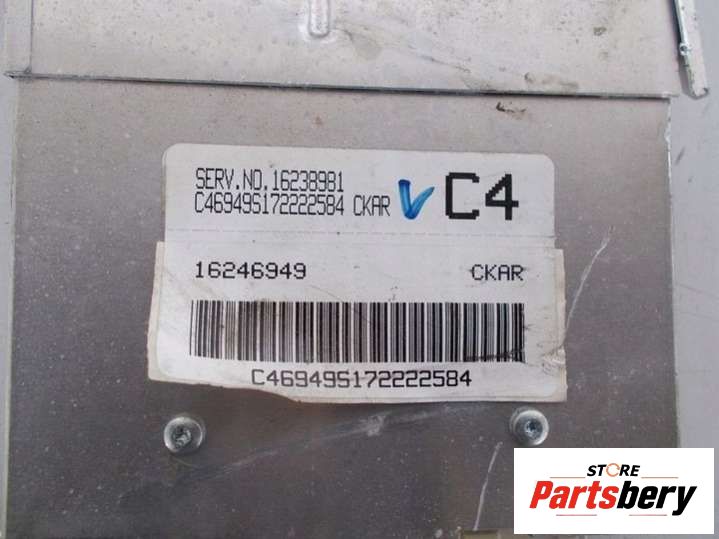 SERV.NO.16238981
C46949S172222584 CKAR
C4
16246949 CKAR
C46949S172222584
STORE
Partsbery